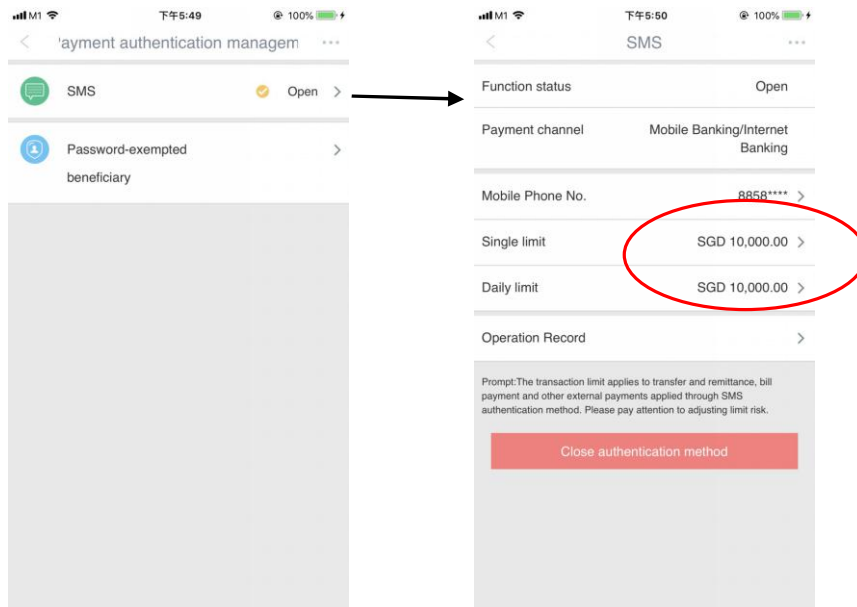 M1
下午5:49
100%
'ayment authentication managem
SMS
Open
Password-exempted
beneficiary
M1
下午5:50
100%
SMS
Function status
Open
Payment channel
Mobile Banking/Internet
Banking
Mobile Phone No.
8858****
Single limit
SGD 10,000.00
Daily limit
SGD 10,000.00
Operation Record
Prompt:The transaction limit applies to transfer and remittance, bill
payment and other external payments applied through SMS
authentication method. Please pay attention to adjusting limit risk.
Close authentication method